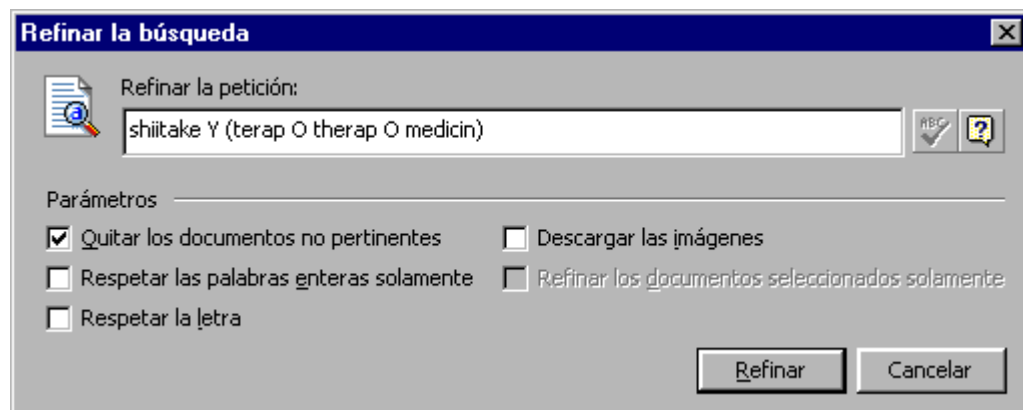 Refinar la búsqueda
Refinar la petición:
shiitake Y (terap O therap O medicin)
ABC
Parámetros
Quitar los documentos no pertinentes
Descargar las imágenes
Respetar las palabras enteras solamente
Refinar los documentos seleccionados solamente
Respetar la letra
Refinar
Cancelar